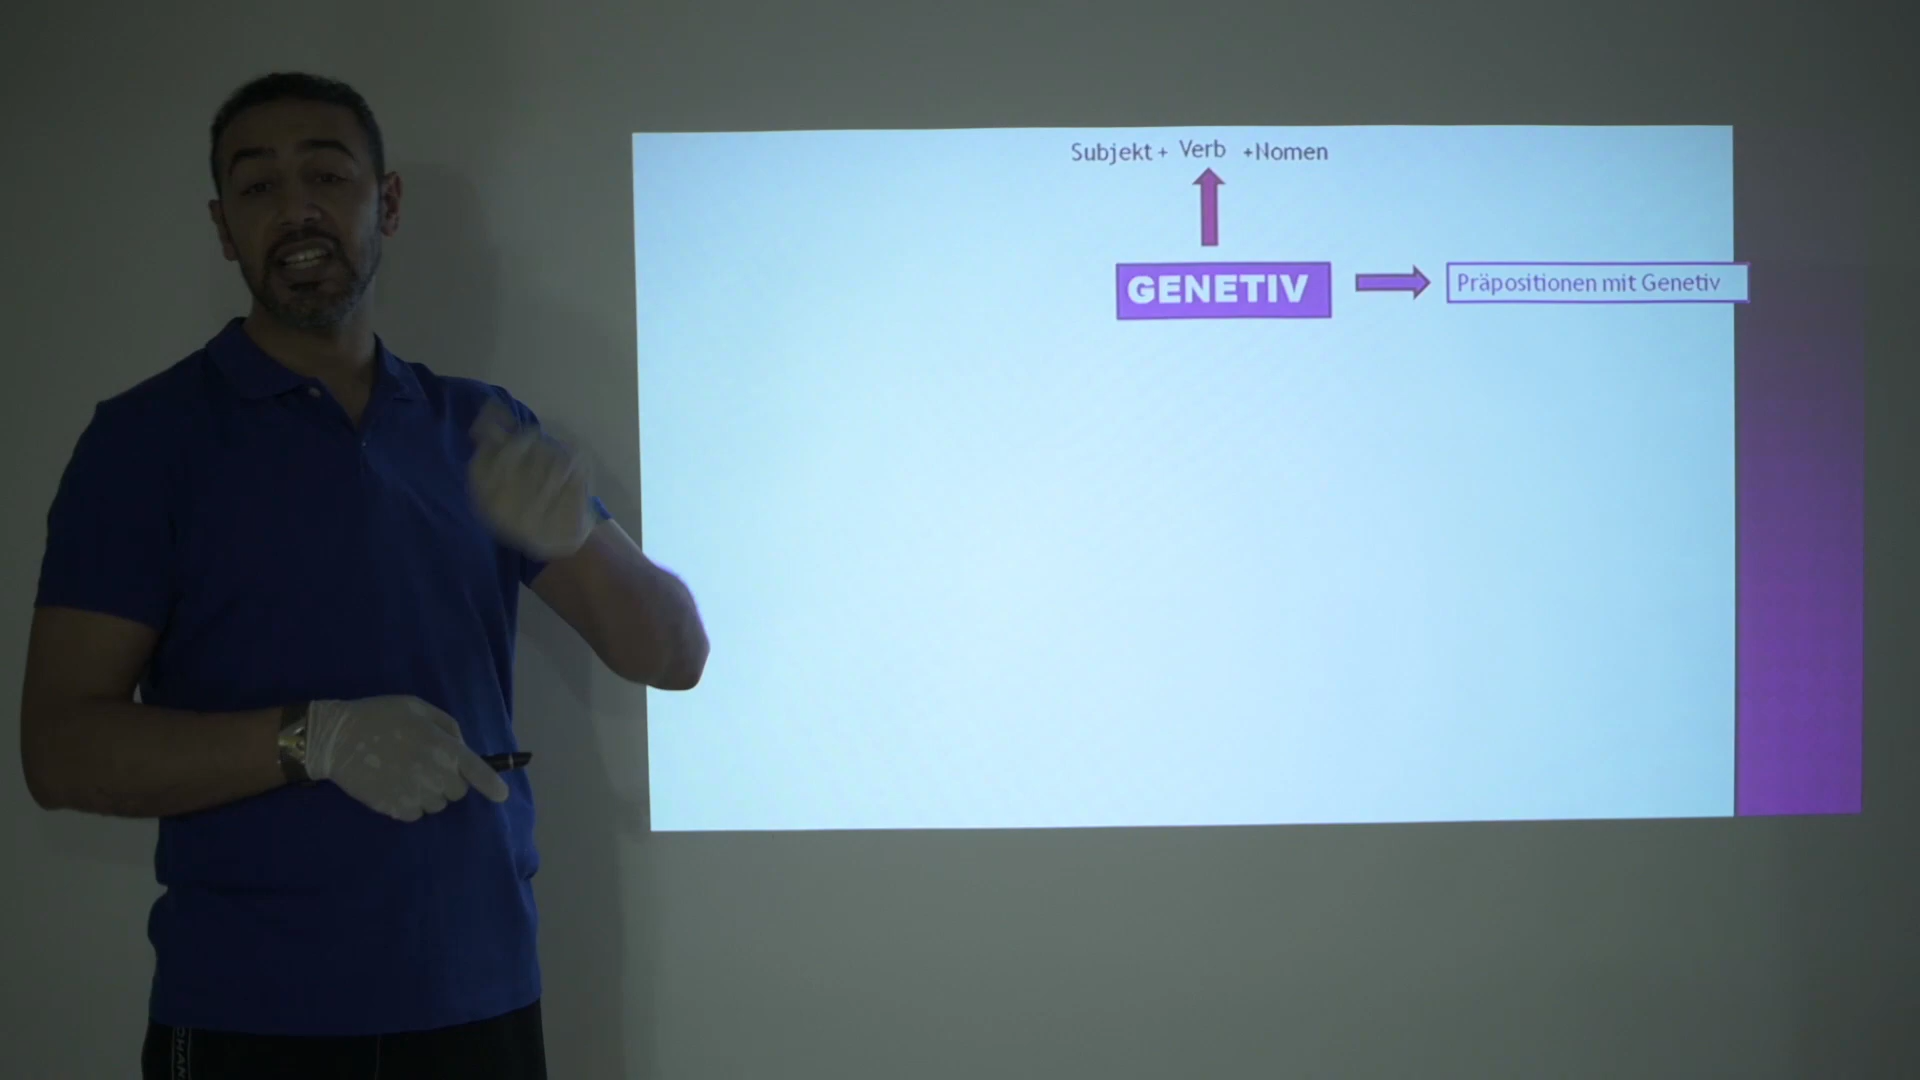 Subjekt + Verb +Nomen
GENETIV
Präpositionen mit Genetiv